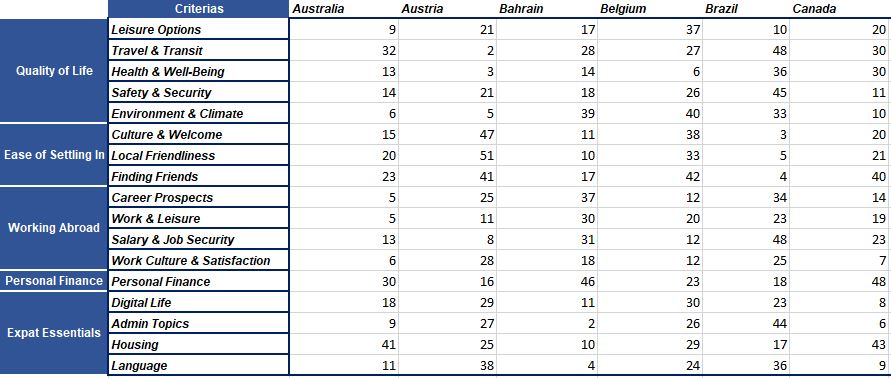 Criterias Australia Austria Bahrain Belgium Brazil Canada
Quality of Life
Leisure Options 9 21 17 37 10 20
Travel & Transit 32 2 28 27 48 30
Health & Well-Being 13 3 14 6 36 30
Safety & Security 14 21 18 26 45 11
Environment & Climate 6 5 39 40 33 10
Ease of Settling In
Culture & Welcome 15 47 11 38 3 20
Local Friendliness 20 51 10 33 5 21
Finding Friends 23 41 17 42 4 40
Working Abroad
Career Prospects 5 25 37 12 34 14
Work & Leisure 5 11 30 20 23 19
Salary & Job Security 13 8 31 12 48 23
Work Culture & Satisfaction 6 28 18 12 25 7
Personal Finance Personal Finance 30 16 46 23 18 48
Expat Essentials
Digital Life 18 29 11 30 23 8
Admin Topics 9 27 2 26 44 6
Housing 41 25 10 29 17 43
Language 11 38 4 24 36 9